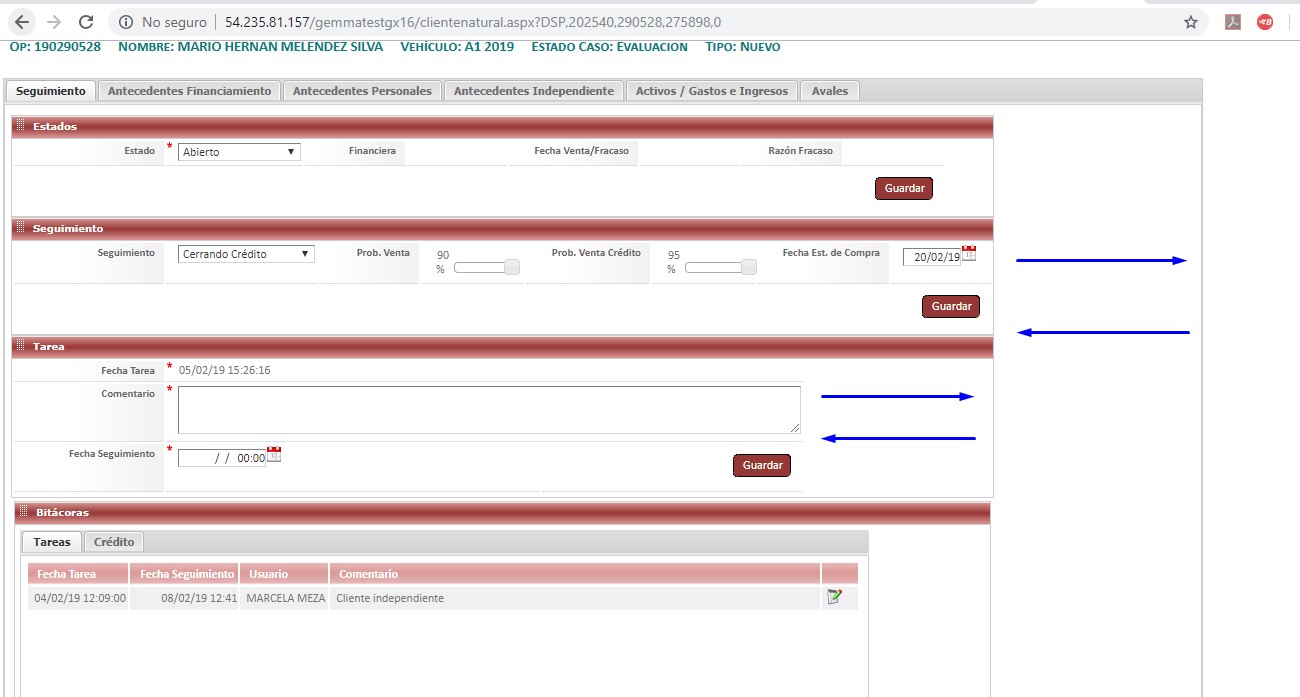 No seguro | 54.235.81.157/gemmatestgx16/clientenatural.aspx?DSP,202540,290528,275898,0
OP: 190290528 NOMBRE: MARIO HERNAN MELENDEZ SILVA VEHÍCULO: A1 2019 ESTADO CASO: EVALUACION TIPO: NUEVO
Seguimiento Antecedentes Financiamiento Antecedentes Personales Antecedentes Independiente Activos / Gastos e Ingresos Avales
Estados
Estado * Abierto Financiera Fecha Venta/Fracaso Razón Fracaso
Guardar
Seguimiento
Seguimiento Cerrando Crédito Prob. Venta 90 % Prob. Venta Crédito 95 % Fecha Est. de Compra 20/02/19
Guardar
Tarea
Fecha Tarea * 05/02/19 15:26:16
Comentario *
Fecha Seguimiento * / / 00:00
Guardar
Bitácoras
Tareas Crédito
Fecha Tarea Fecha Seguimiento Usuario Comentario
04/02/19 12:09:00 08/02/19 12:41 MARCELA MEZA Cliente independiente